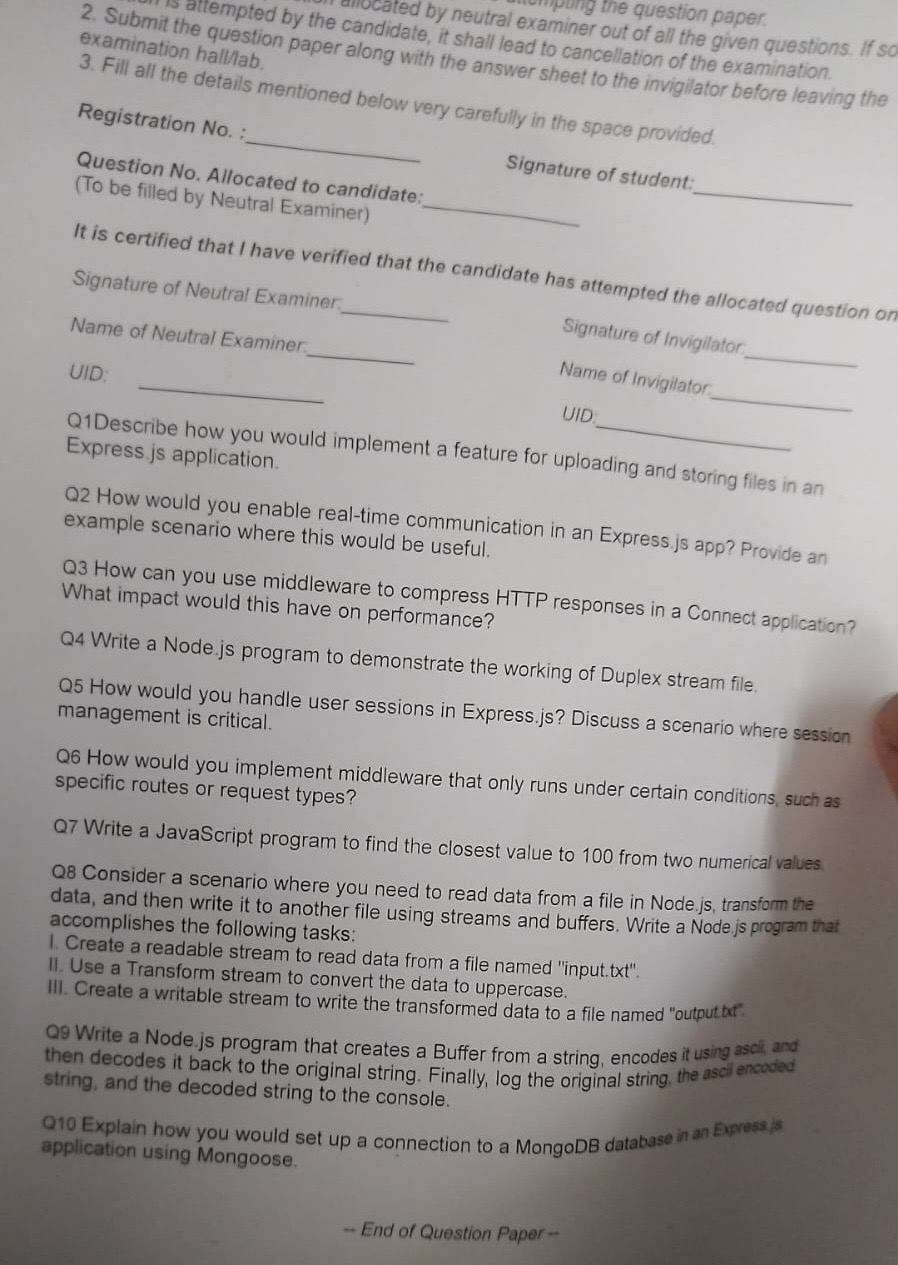 the question paper.
allocated by neutral examiner out of all the given questions. If so
is attempted by the candidate, it shall lead to cancellation of the examination.
2. Submit the question paper along with the answer sheet to the invigilator before leaving the
examination hall/lab.
3. Fill all the details mentioned below very carefully in the space provided.
Registration No. :
Signature of student:
Question No. Allocated to candidate:
(To be filled by Neutral Examiner)
It is certified that I have verified that the candidate has attempted the allocated question on
Signature of Neutral Examiner:
Signature of Invigilator:
Name of Neutral Examiner:
Name of Invigilator:
UID:
UID:
Q1Describe how you would implement a feature for uploading and storing files in an
Express.js application.
Q2 How would you enable real-time communication in an Express.js app? Provide an
example scenario where this would be useful.
Q3 How can you use middleware to compress HTTP responses in a Connect application?
What impact would this have on performance?
Q4 Write a Node.js program to demonstrate the working of Duplex stream file.
Q5 How would you handle user sessions in Express.js? Discuss a scenario where session
management is critical.
Q6 How would you implement middleware that only runs under certain conditions, such as
specific routes or request types?
Q7 Write a JavaScript program to find the closest value to 100 from two numerical values.
Q8 Consider a scenario where you need to read data from a file in Node.js, transform the
data, and then write it to another file using streams and buffers. Write a Node.js program that
accomplishes the following tasks:
I. Create a readable stream to read data from a file named "input.txt".
II. Use a Transform stream to convert the data to uppercase.
III. Create a writable stream to write the transformed data to a file named "output.txt".
Q9 Write a Node.js program that creates a Buffer from a string, encodes it using ascii, and
then decodes it back to the original string. Finally, log the original string, the ascii encoded
string, and the decoded string to the console.
Q10 Explain how you would set up a connection to a MongoDB database in an Express.js
application using Mongoose.
-- End of Question Paper --